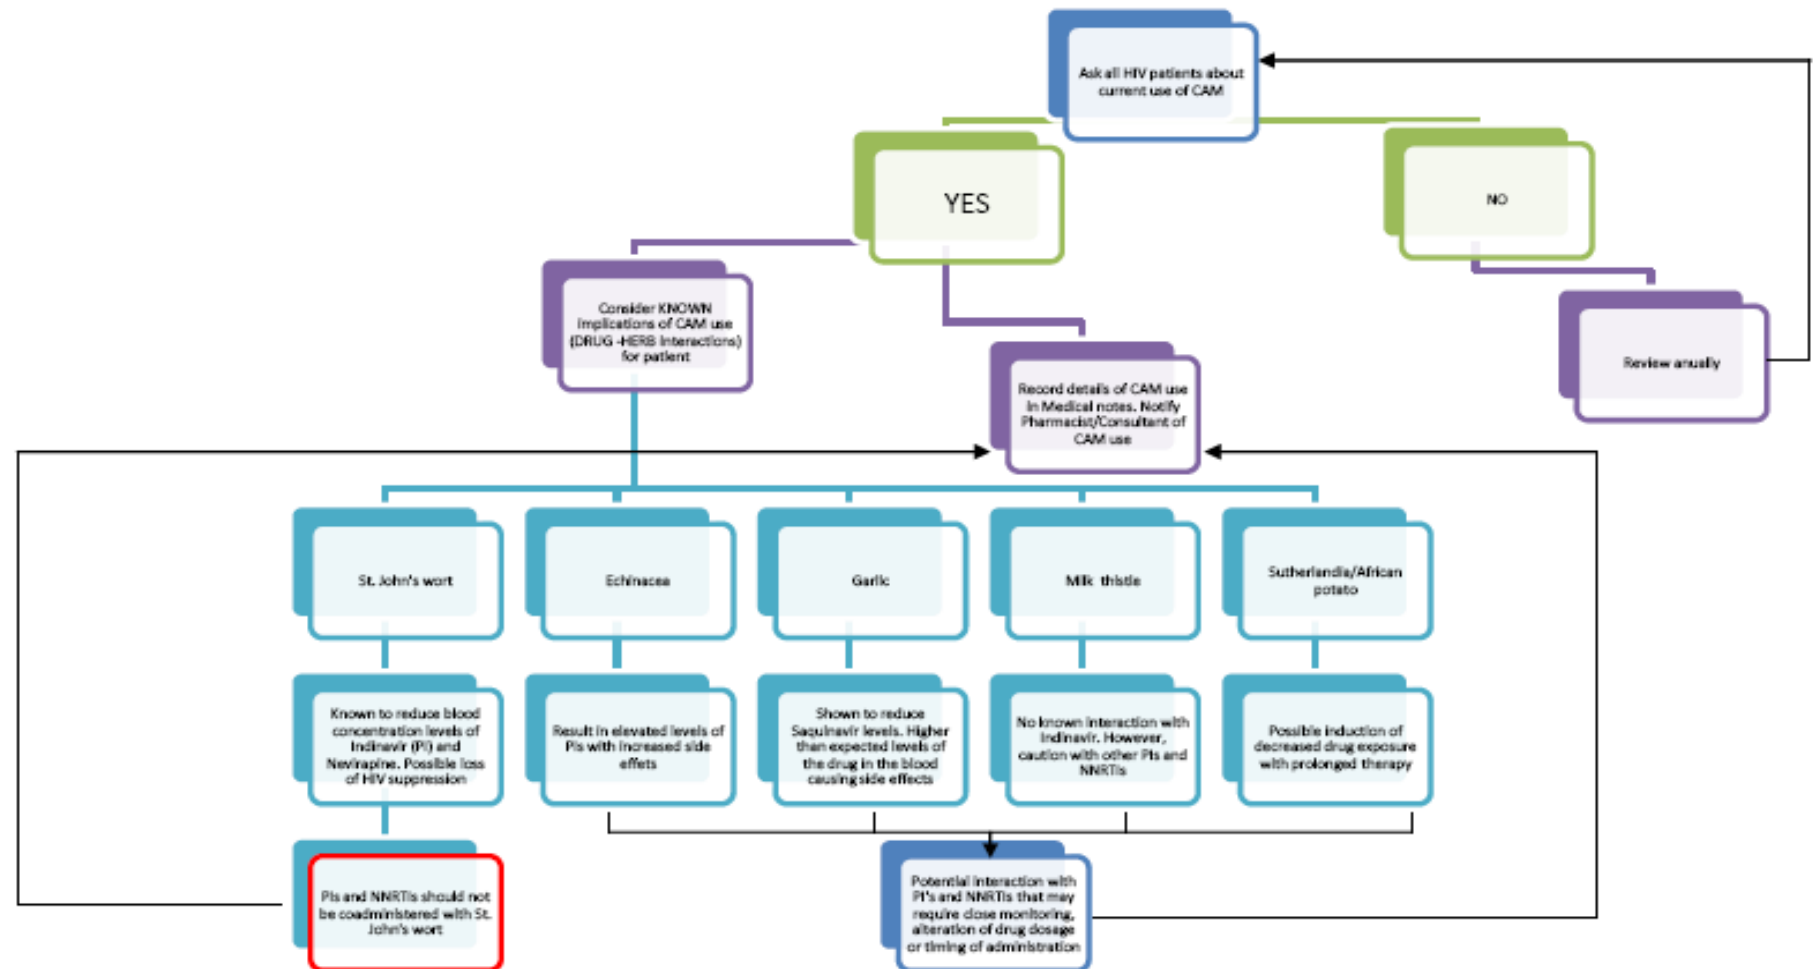 Ask all HIV patients about
current use of CAM
YES
NO
Consider KNOWN
implications of CAM use
(DRUG -HERB Interactions)
for patient
Record details of CAM use
in Medical notes. Notify
Pharmacist/Consultant of
CAM use
Review anually
St. John's wort
Echinacea
Garlic
Milk thistle
Sutherlandia/African
potato
Known to reduce blood
concentration levels of
Indinavir (PI) and
Nevirapine. Possible loss
of HIV suppression
Result in elevated levels of
PIs with increased side
effets
Shown to reduce
Saquinavir levels. Higher
than expected levels of
the drug in the blood
causing side effects
No known interaction with
Indinavir. However,
caution with other PIs and
NNRTIs
Possible induction of
decreased drug exposure
with prolonged therapy
PIs and NNRTIs should not
be coadministered with St.
John's wort
Potential interaction with
PI's and NNRTIs that may
require close monitoring,
alteration of drug dosage
or timing of administration